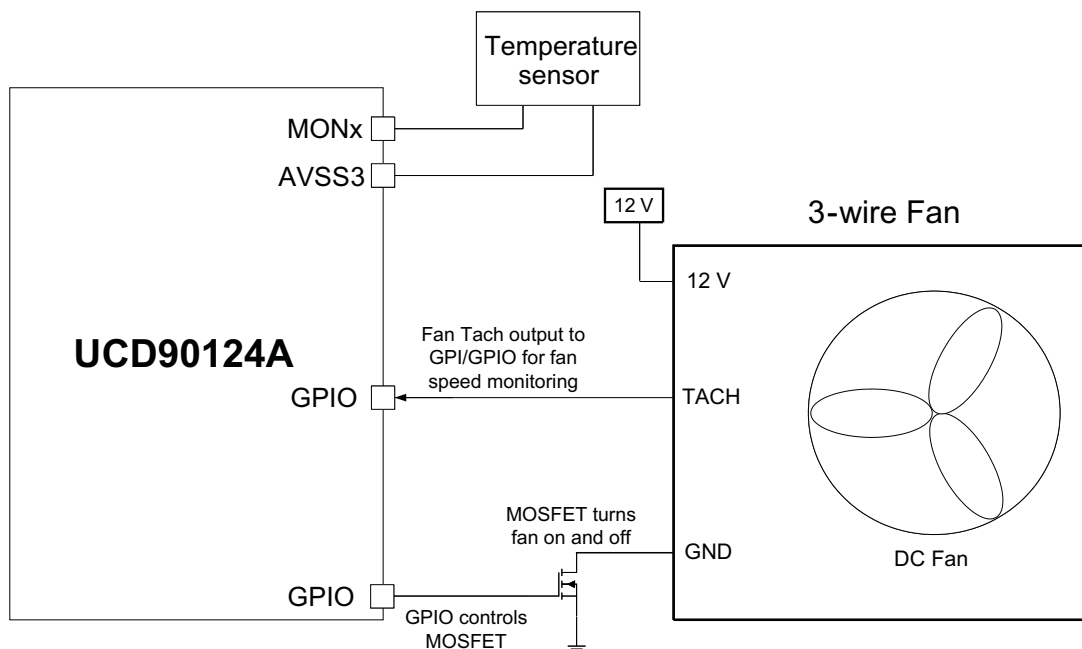 Temperature
sensor
MONx
AVSS3
12 V
3-wire Fan
12 V
UCD90124A
Fan Tach output to
GPI/GPIO for fan
speed monitoring
GPIO
TACH
MOSFET turns
fan on and off
GND
DC Fan
GPIO
GPIO controls
MOSFET